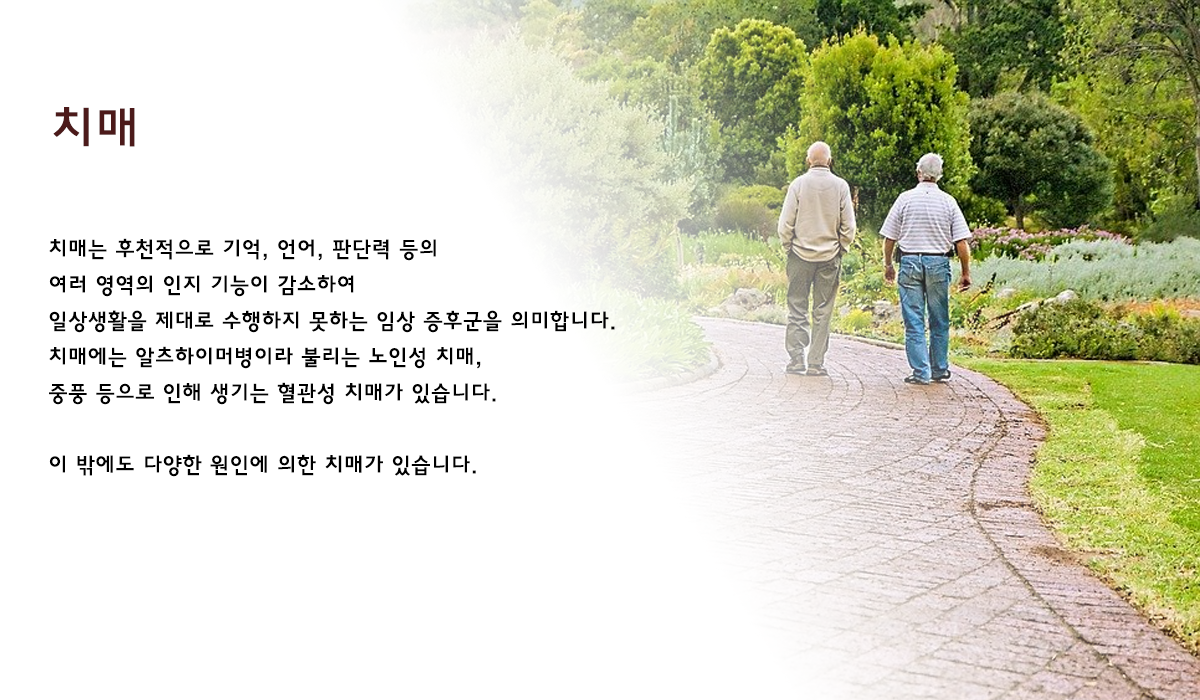 치매
치매는 후천적으로 기억, 언어, 판단력 등의
여러 영역의 인지 기능이 감소하여
일상생활을 제대로 수행하지 못하는 임상 증후군을 의미합니다.
치매에는 알츠하이머병이라 불리는 노인성 치매,
중풍 등으로 인해 생기는 혈관성 치매가 있습니다.
이 밖에도 다양한 원인에 의한 치매가 있습니다.